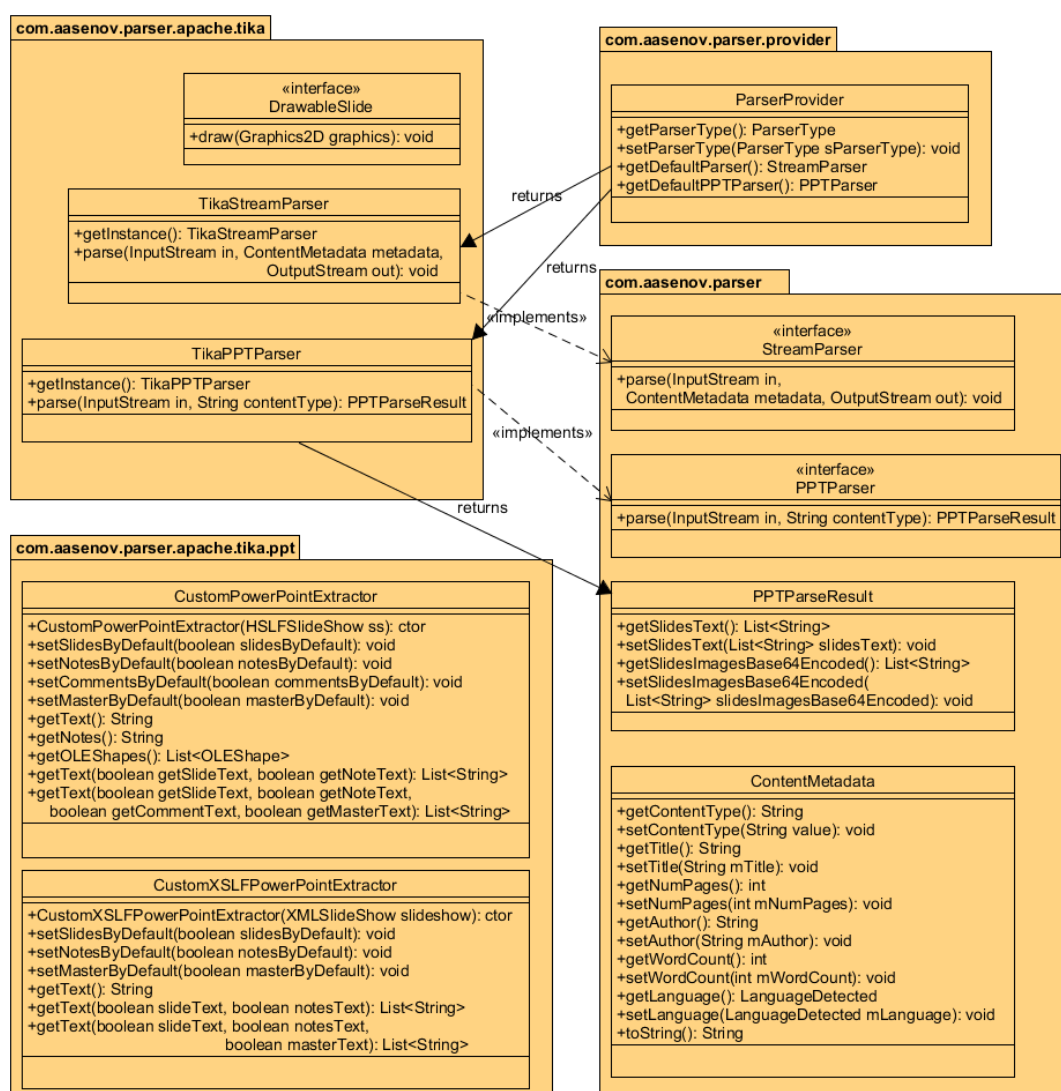 com.aasenov.parser.apache.tika
«interface»
DrawableSlide
+draw(Graphics2D graphics): void
TikaStreamParser
+getInstance(): TikaStreamParser
+parse(InputStream in, ContentMetadata metadata,
OutputStream out): void
TikaPPTParser
+getInstance(): TikaPPTParser
+parse(InputStream in, String contentType): PPTParseResult
com.aasenov.parser.provider
ParserProvider
+getParserType(): ParserType
+setParserType(ParserType sParserType): void
+getDefaultParser(): StreamParser
+getDefaultPPTParser(): PPTParser
returns
returns
«implements»
«implements»
returns
com.aasenov.parser
«interface»
StreamParser
+parse(InputStream in,
ContentMetadata metadata, OutputStream out): void
«interface»
PPTParser
+parse(InputStream in, String contentType): PPTParseResult
PPTParseResult
+getSlidesText(): List<String>
+setSlidesText(List<String> slidesText): void
+getSlidesImagesBase64Encoded(): List<String>
+setSlidesImagesBase64Encoded(
List<String> slidesImagesBase64Encoded): void
ContentMetadata
+getContentType(): String
+setContentType(String value): void
+getTitle(): String
+setTitle(String mTitle): void
+getNumPages(): int
+setNumPages(int mNumPages): void
+getAuthor(): String
+setAuthor(String mAuthor): void
+getWordCount(): int
+setWordCount(int mWordCount): void
+getLanguage(): LanguageDetected
+setLanguage(LanguageDetected mLanguage): void
+toString(): String
com.aasenov.parser.apache.tika.ppt
CustomPowerPointExtractor
+CustomPowerPointExtractor(HSLFSlideShow ss): ctor
+setSlidesByDefault(boolean slidesByDefault): void
+setNotesByDefault(boolean notesByDefault): void
+setCommentsByDefault(boolean commentsByDefault): void
+setMasterByDefault(boolean masterByDefault): void
+getText(): String
+getNotes(): String
+getOLEShapes(): List<OLEShape>
+getText(boolean getSlideText, boolean getNoteText): List<String>
+getText(boolean getSlideText, boolean getNoteText,
boolean getCommentText, boolean getMasterText): List<String>
CustomXSLFPowerPointExtractor
+CustomXSLFPowerPointExtractor(XMLSlideShow slideshow): ctor
+setSlidesByDefault(boolean slidesByDefault): void
+setNotesByDefault(boolean notesByDefault): void
+setMasterByDefault(boolean masterByDefault): void
+getText(): String
+getText(boolean slideText, boolean notesText): List<String>
+getText(boolean slideText, boolean notesText,
boolean masterText): List<String>